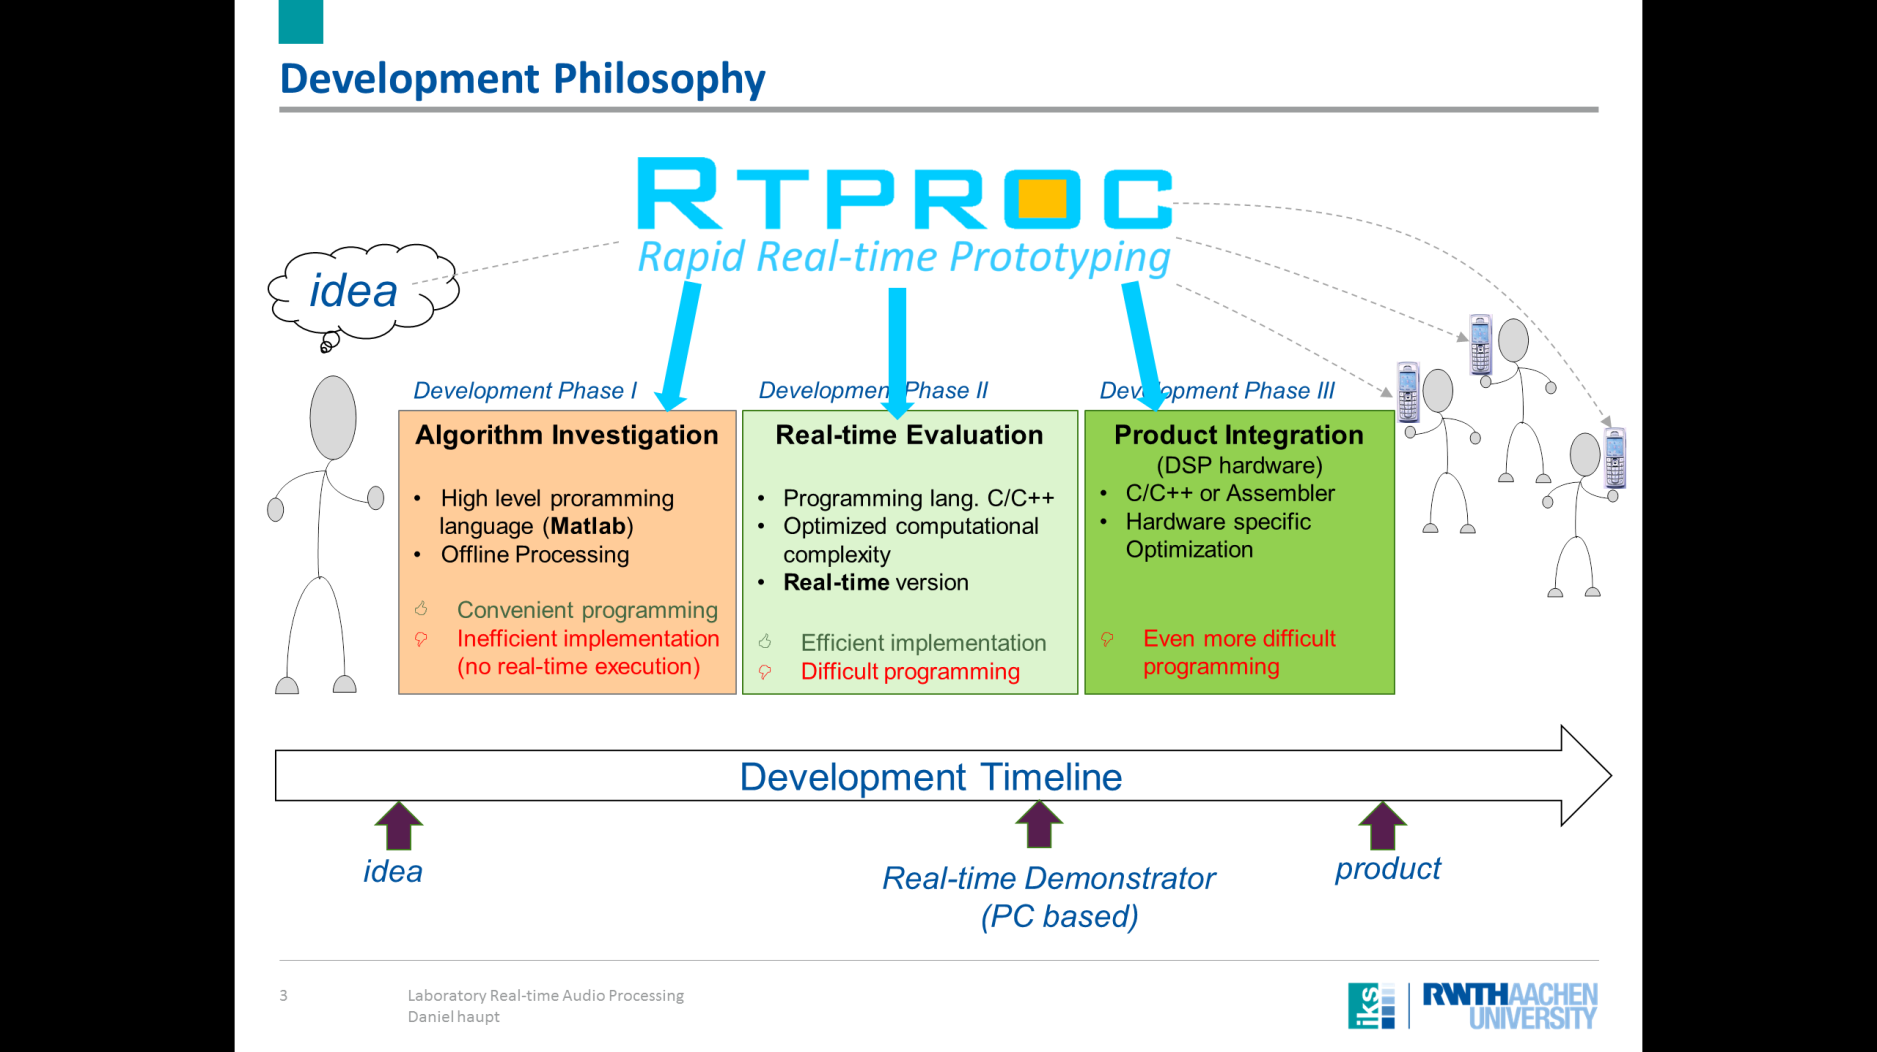 Development Philosophy
RTPROC
Rapid Real-time Prototyping
idea
Development Phase I
Algorithm Investigation
• High level proramming
language (Matlab)
• Offline Processing
Convenient programming
Inefficient implementation
(no real-time execution)
Development Phase II
Real-time Evaluation
• Programming lang. C/C++
• Optimized computational
complexity
• Real-time version
Efficient implementation
Difficult programming
Development Phase III
Product Integration
(DSP hardware)
• C/C++ or Assembler
• Hardware specific
Optimization
Even more difficult
programming
Development Timeline
idea
Real-time Demonstrator
(PC based)
product
3
Laboratory Real-time Audio Processing
Daniel haupt
iks
RWTHAACHEN
UNIVERSITY